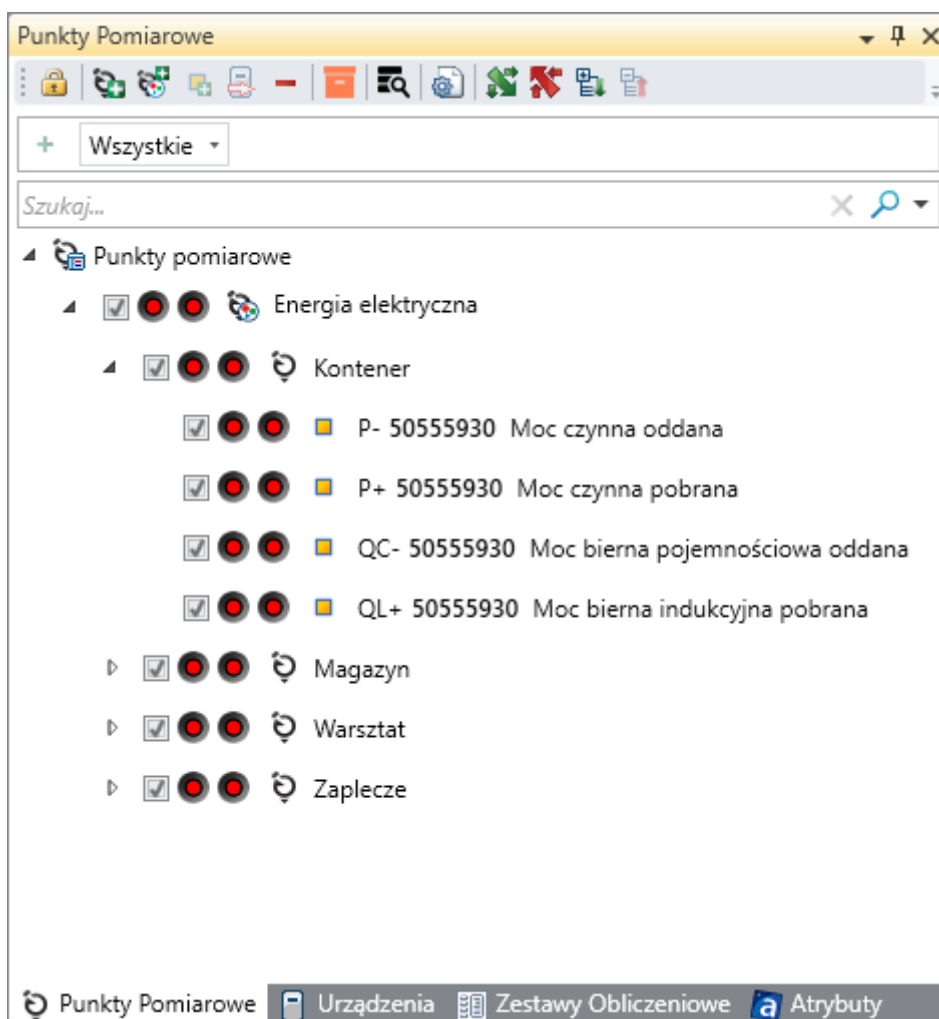 Punkty Pomiarowe
Wszystkie
Szukaj...
Punkty pomiarowe
Energia elektryczna
Kontener
P- 50555930 Moc czynna oddana
P+ 50555930 Moc czynna pobrana
QC- 50555930 Moc bierna pojemnościowa oddana
QL+ 50555930 Moc bierna indukcyjna pobrana
Magazyn
Warsztat
Zaplecze
Punkty Pomiarowe Urządzenia Zestawy Obliczeniowe a Atrybuty